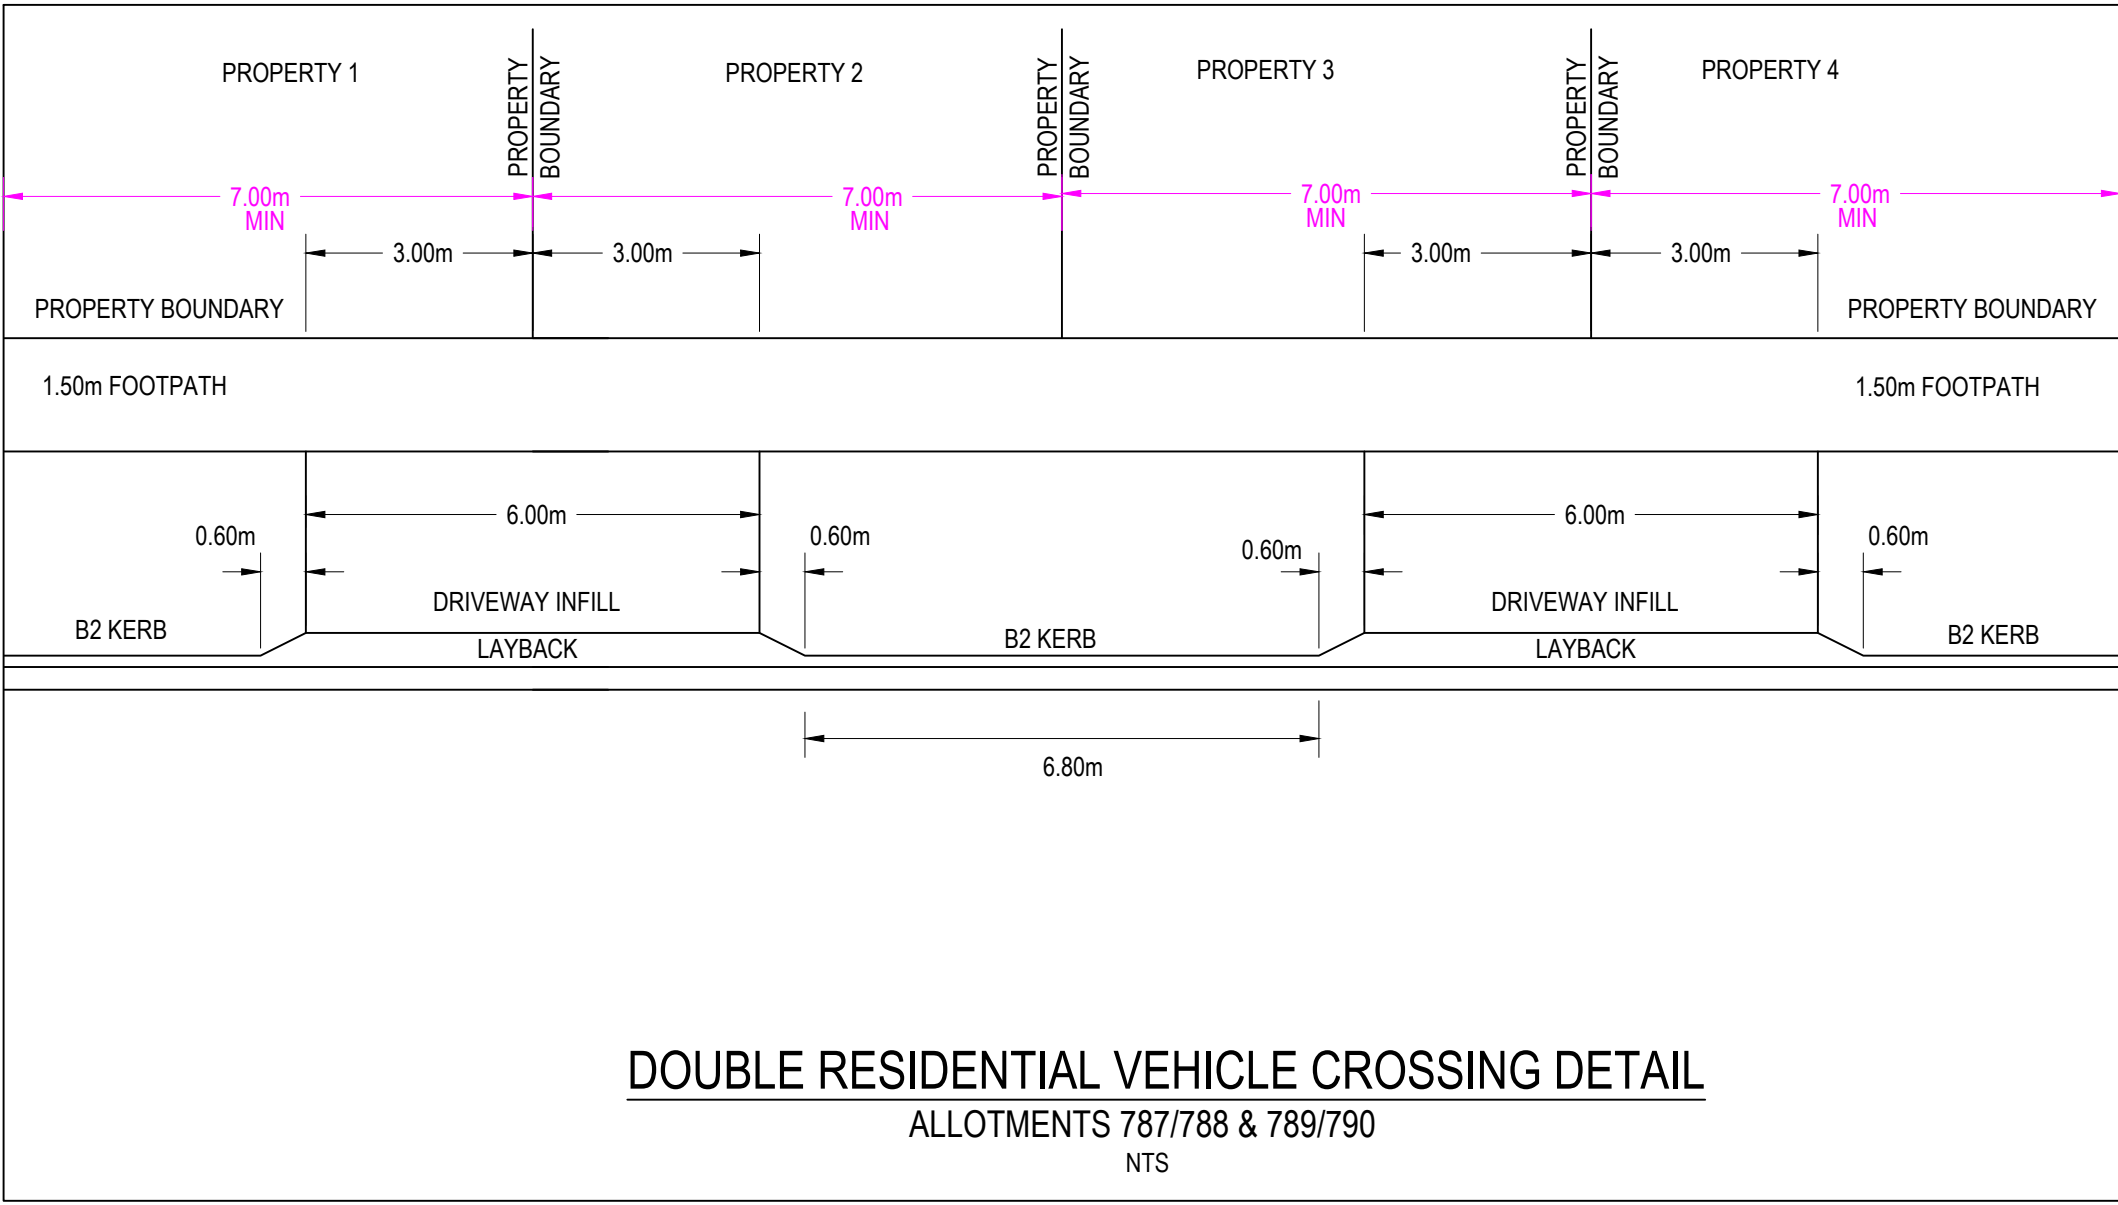 PROPERTY 1
PROPERTY
BOUNDARY
PROPERTY 2
PROPERTY
BOUNDARY
PROPERTY 3
PROPERTY
BOUNDARY
PROPERTY 4
7.00m
MIN
7.00m
MIN
7.00m
MIN
7.00m
MIN
3.00m
3.00m
3.00m
3.00m
PROPERTY BOUNDARY
PROPERTY BOUNDARY
1.50m FOOTPATH
1.50m FOOTPATH
6.00m
6.00m
0.60m
0.60m
0.60m
0.60m
DRIVEWAY INFILL
DRIVEWAY INFILL
B2 KERB
LAYBACK
B2 KERB
LAYBACK
B2 KERB
6.80m
DOUBLE RESIDENTIAL VEHICLE CROSSING DETAIL
ALLOTMENTS 787/788 & 789/790
NTS